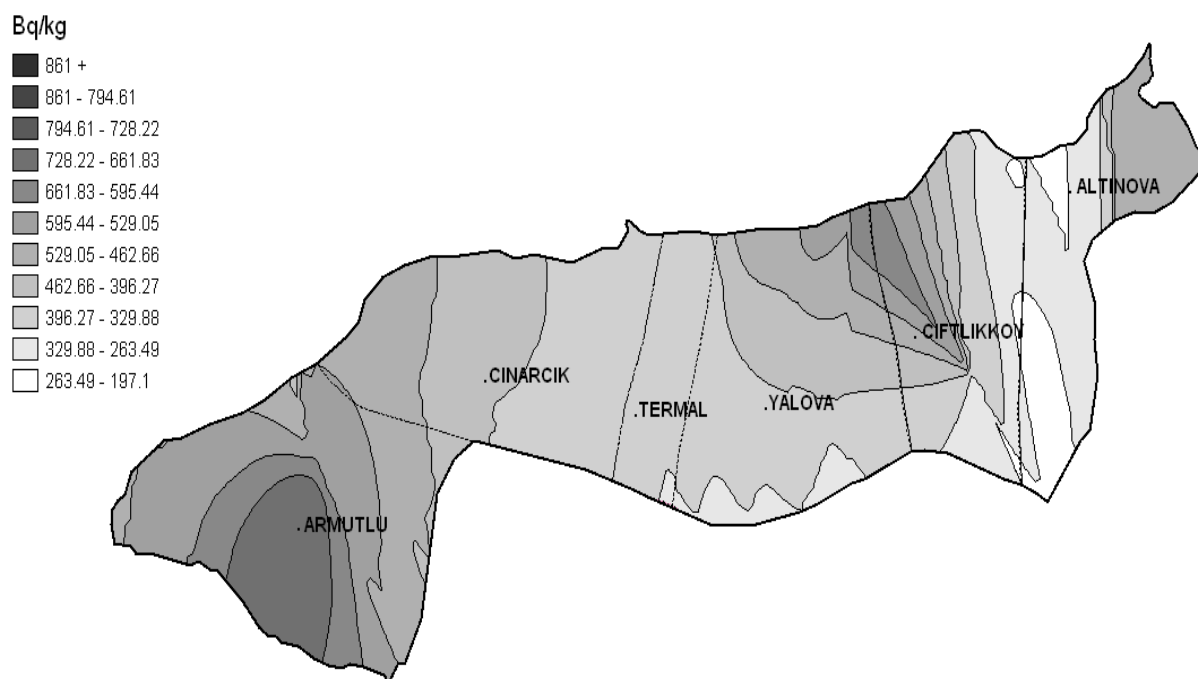 Bq/kg
861 +
861 - 794.61
794.61 - 728.22
728.22 - 661.83
661.83 - 595.44
595.44 - 529.05
529.05 - 462.66
462.66 - 396.27
396.27 - 329.88
329.88 - 263.49
263.49 - 197.1
ALTINOVA
CIFTLIKKOY
CINARCIK
TERMAL
YALOVA
ARMUTLU